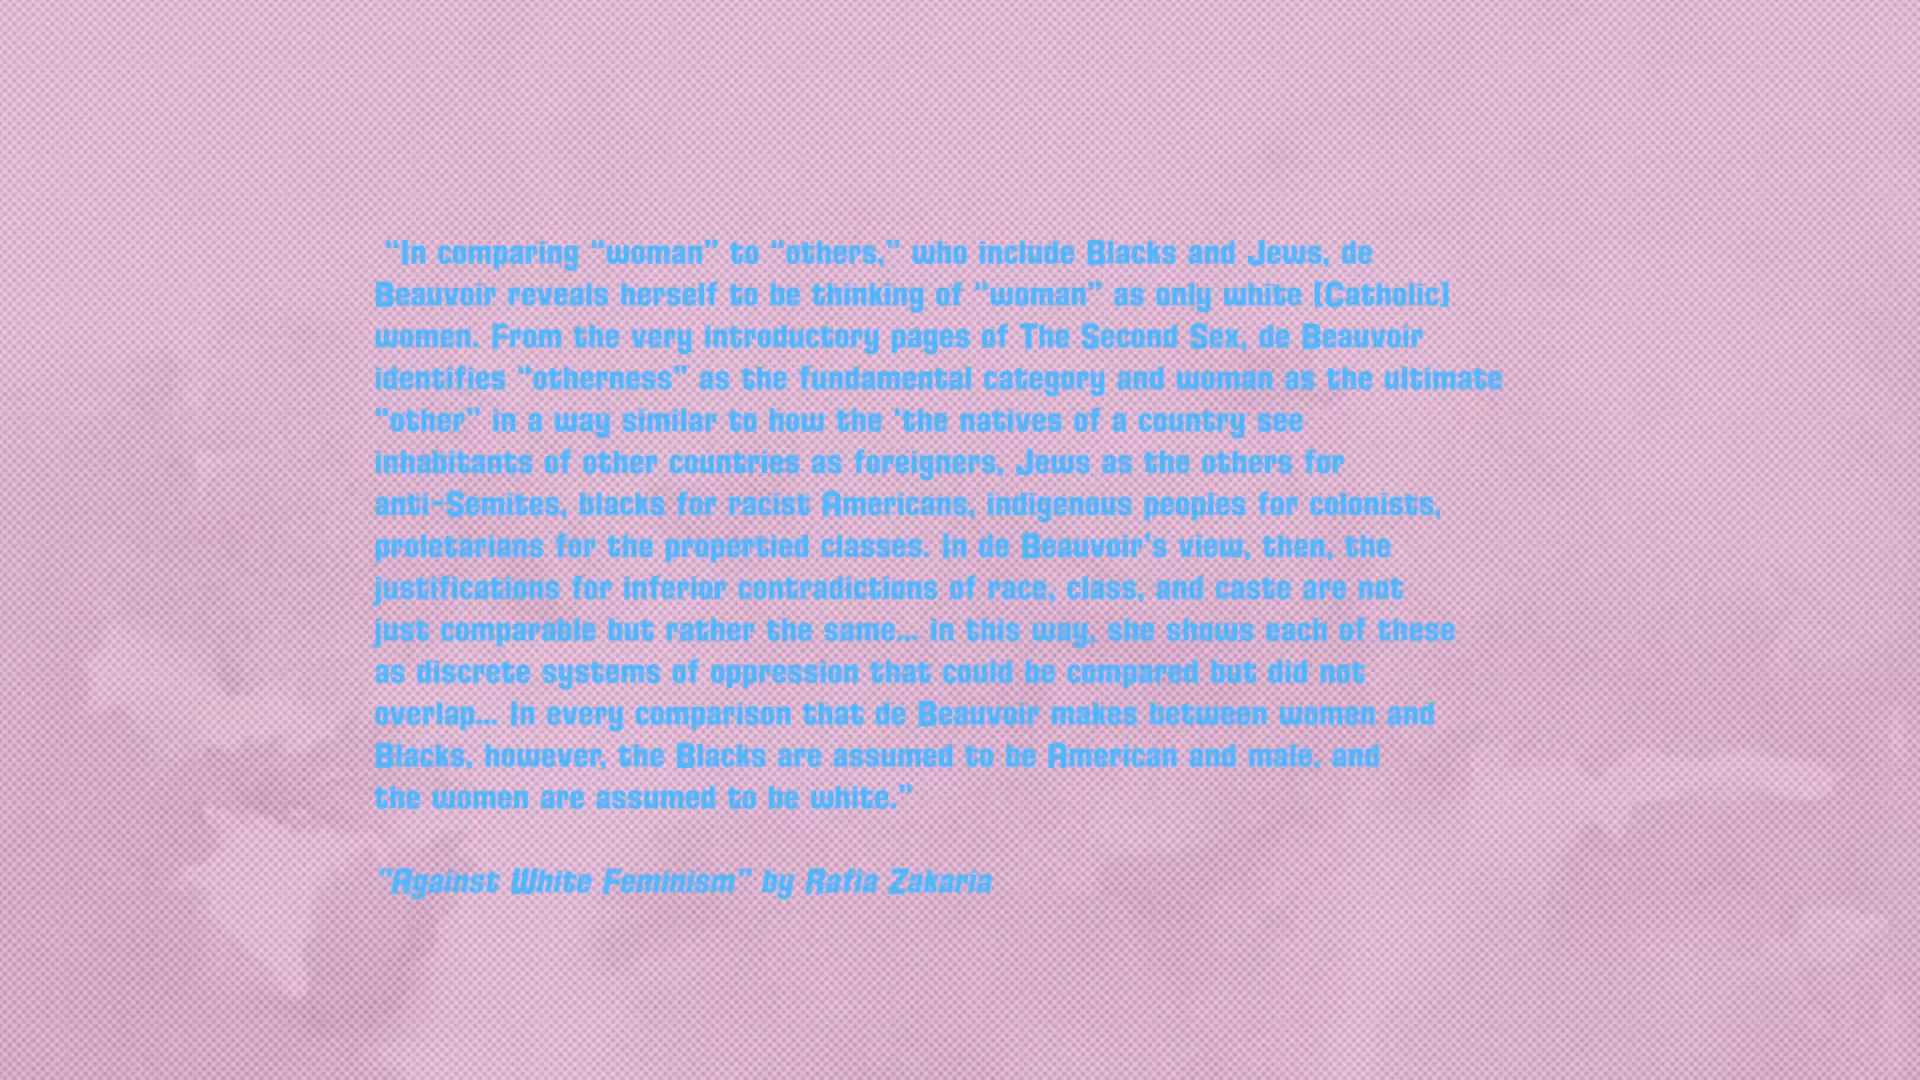 “In comparing “woman” to “others,” who include Blacks and Jews, de
Beauvoir reveals herself to be thinking of “woman” as only white [Catholic]
women. From the very introductory pages of The Second Sex, de Beauvoir
identifies “otherness” as the fundamental category and woman as the ultimate
“other” in a way similar to how the ‘the natives of a country see
inhabitants of other countries as foreigners, Jews as the others for
anti-Semites, blacks for racist Americans, indigenous peoples for colonists,
proletarians for the propertied classes. In de Beauvoir’s view, then, the
justifications for inferior contradictions of race, class, and caste are not
just comparable but rather the same... in this way, she shows each of these
as discrete systems of oppression that could be compared but did not
overlap... In every comparison that de Beauvoir makes between women and
Blacks, however, the Blacks are assumed to be American and male, and
the women are assumed to be white.”
"Against White Feminism" by Rafia Zakaria